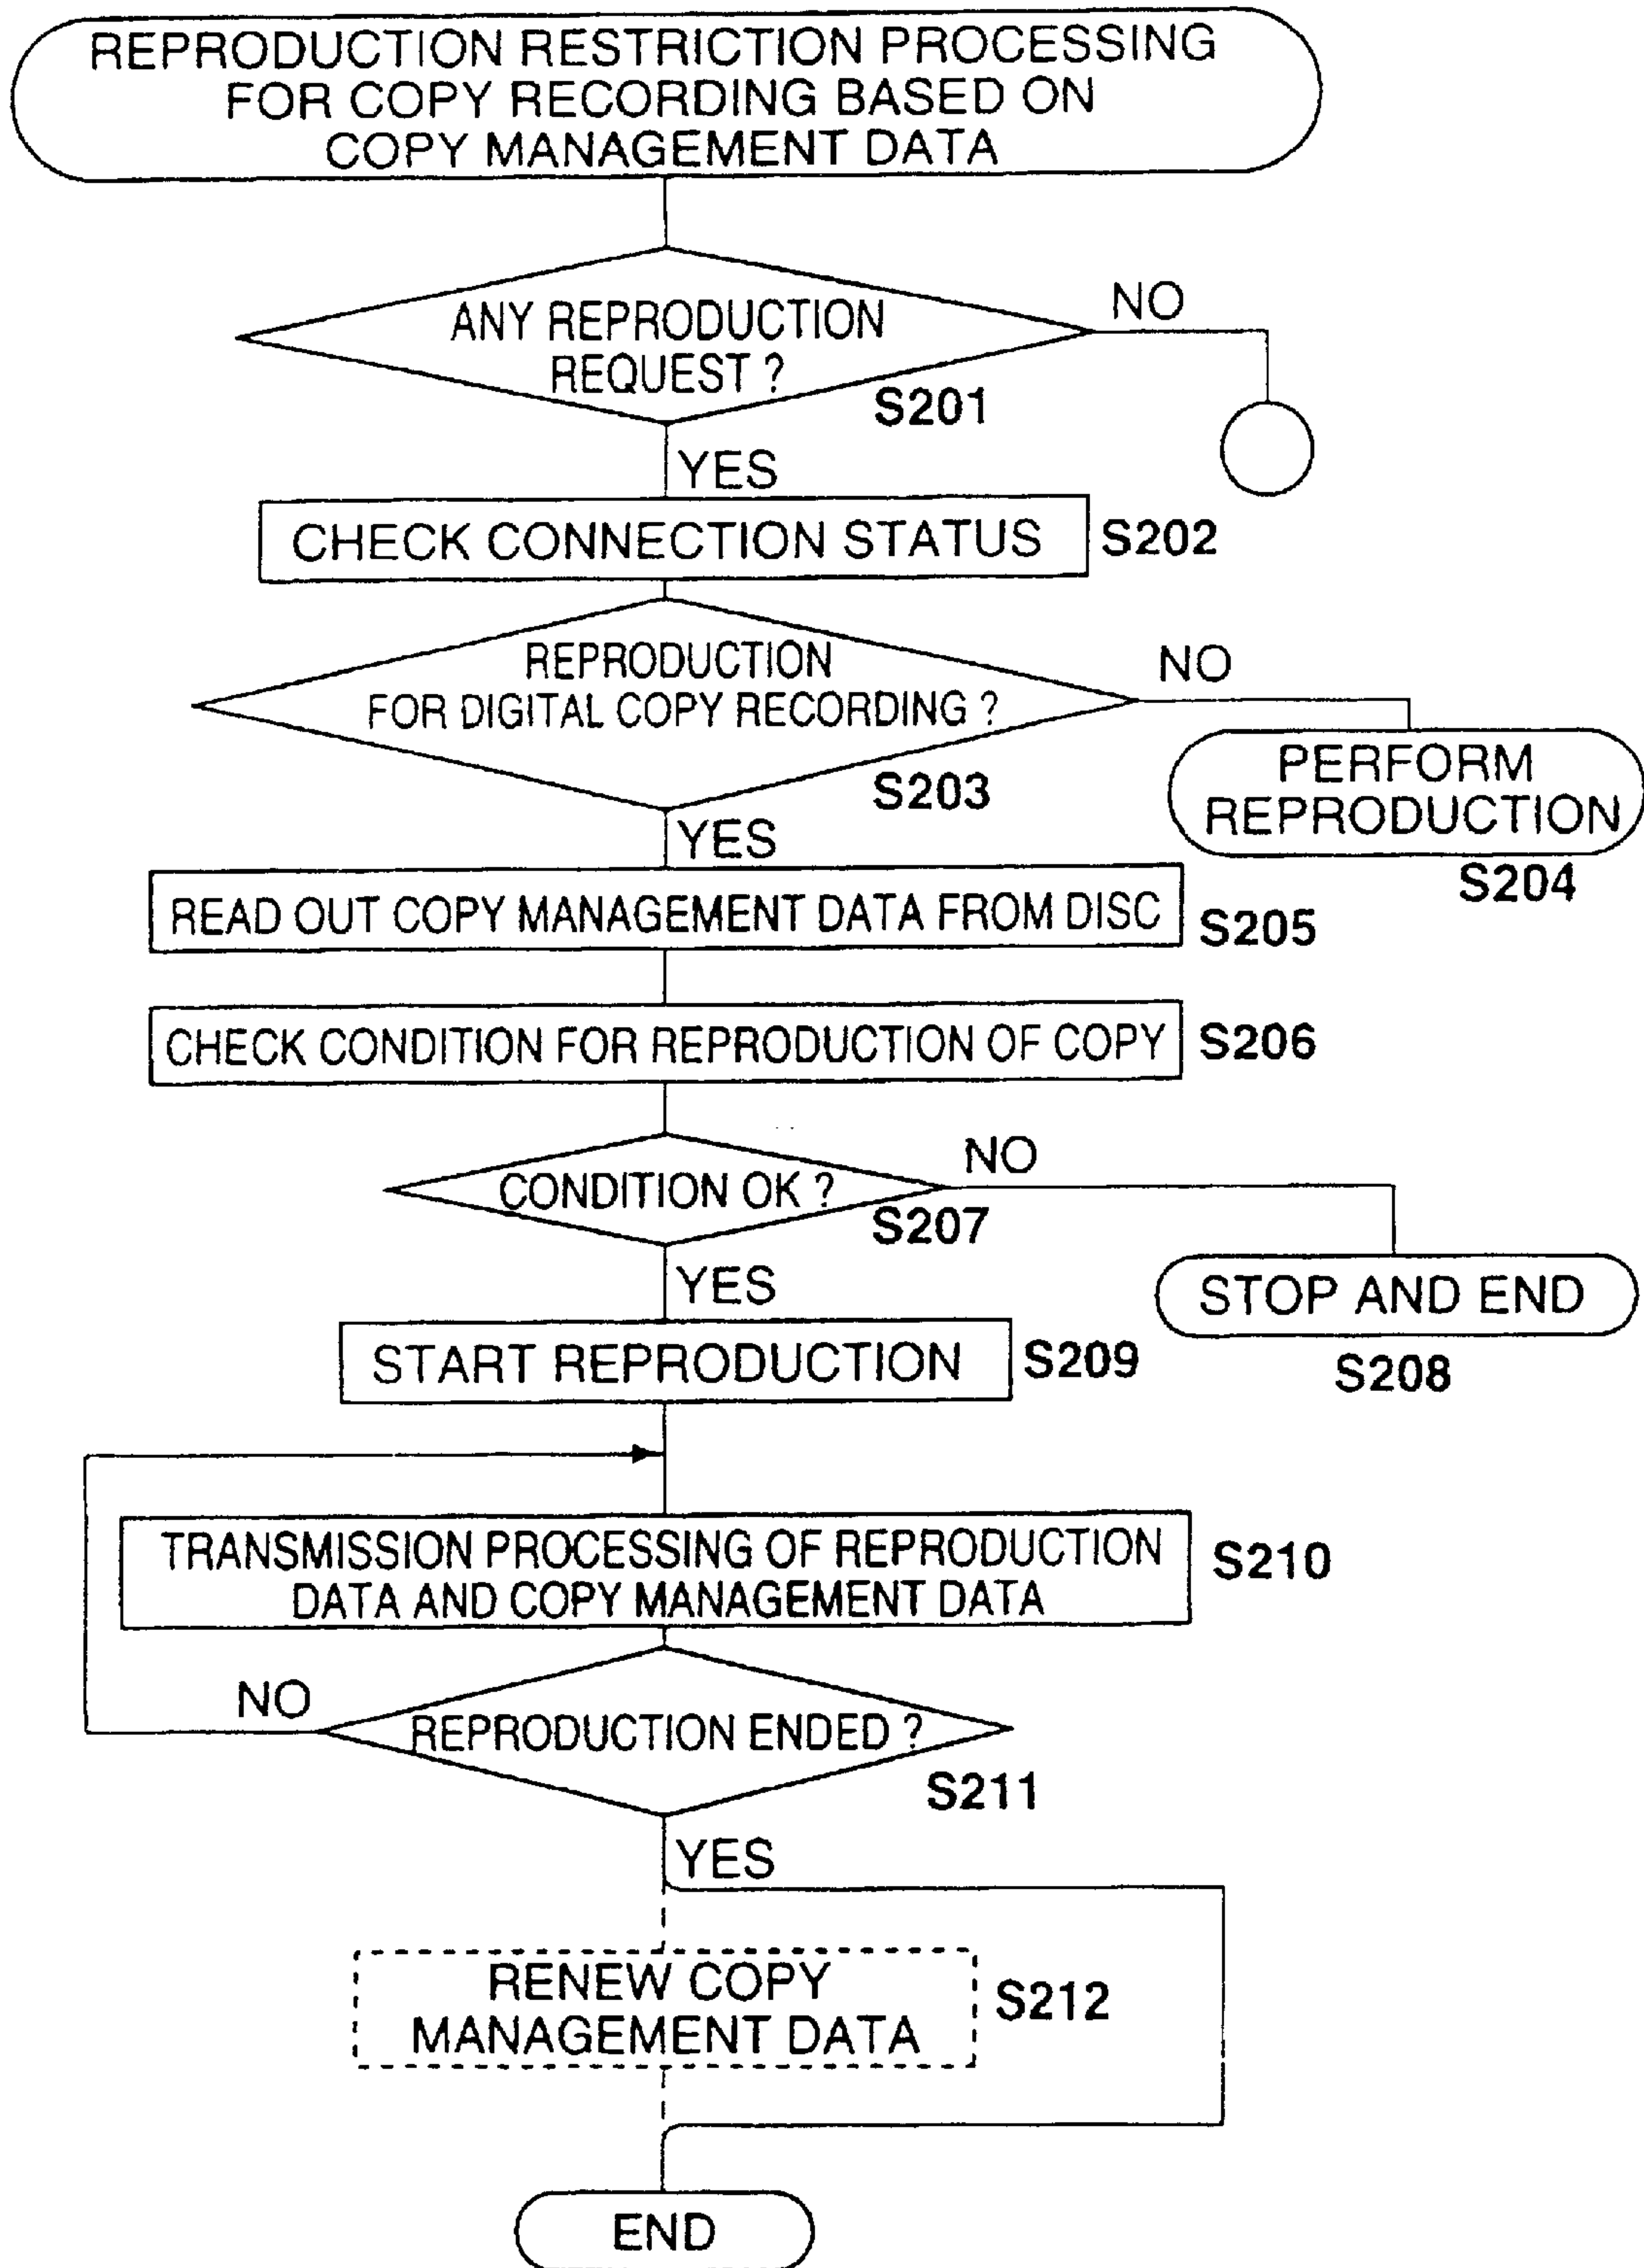 REPRODUCTION RESTRICTION PROCESSING
FOR COPY RECORDING BASED ON
COPY MANAGEMENT DATA
ANY REPRODUCTION
REQUEST ?
S201
NO
YES
CHECK CONNECTION STATUS
S202
REPRODUCTION
FOR DIGITAL COPY RECORDING ?
S203
NO
PERFORM
REPRODUCTION
S204
YES
READ OUT COPY MANAGEMENT DATA FROM DISC
S205
CHECK CONDITION FOR REPRODUCTION OF COPY
S206
CONDITION OK ?
S207
NO
STOP AND END
S208
YES
START REPRODUCTION
S209
TRANSMISSION PROCESSING OF REPRODUCTION
DATA AND COPY MANAGEMENT DATA
S210
NO
REPRODUCTION ENDED ?
S211
YES
RENEW COPY
MANAGEMENT DATA
S212
END